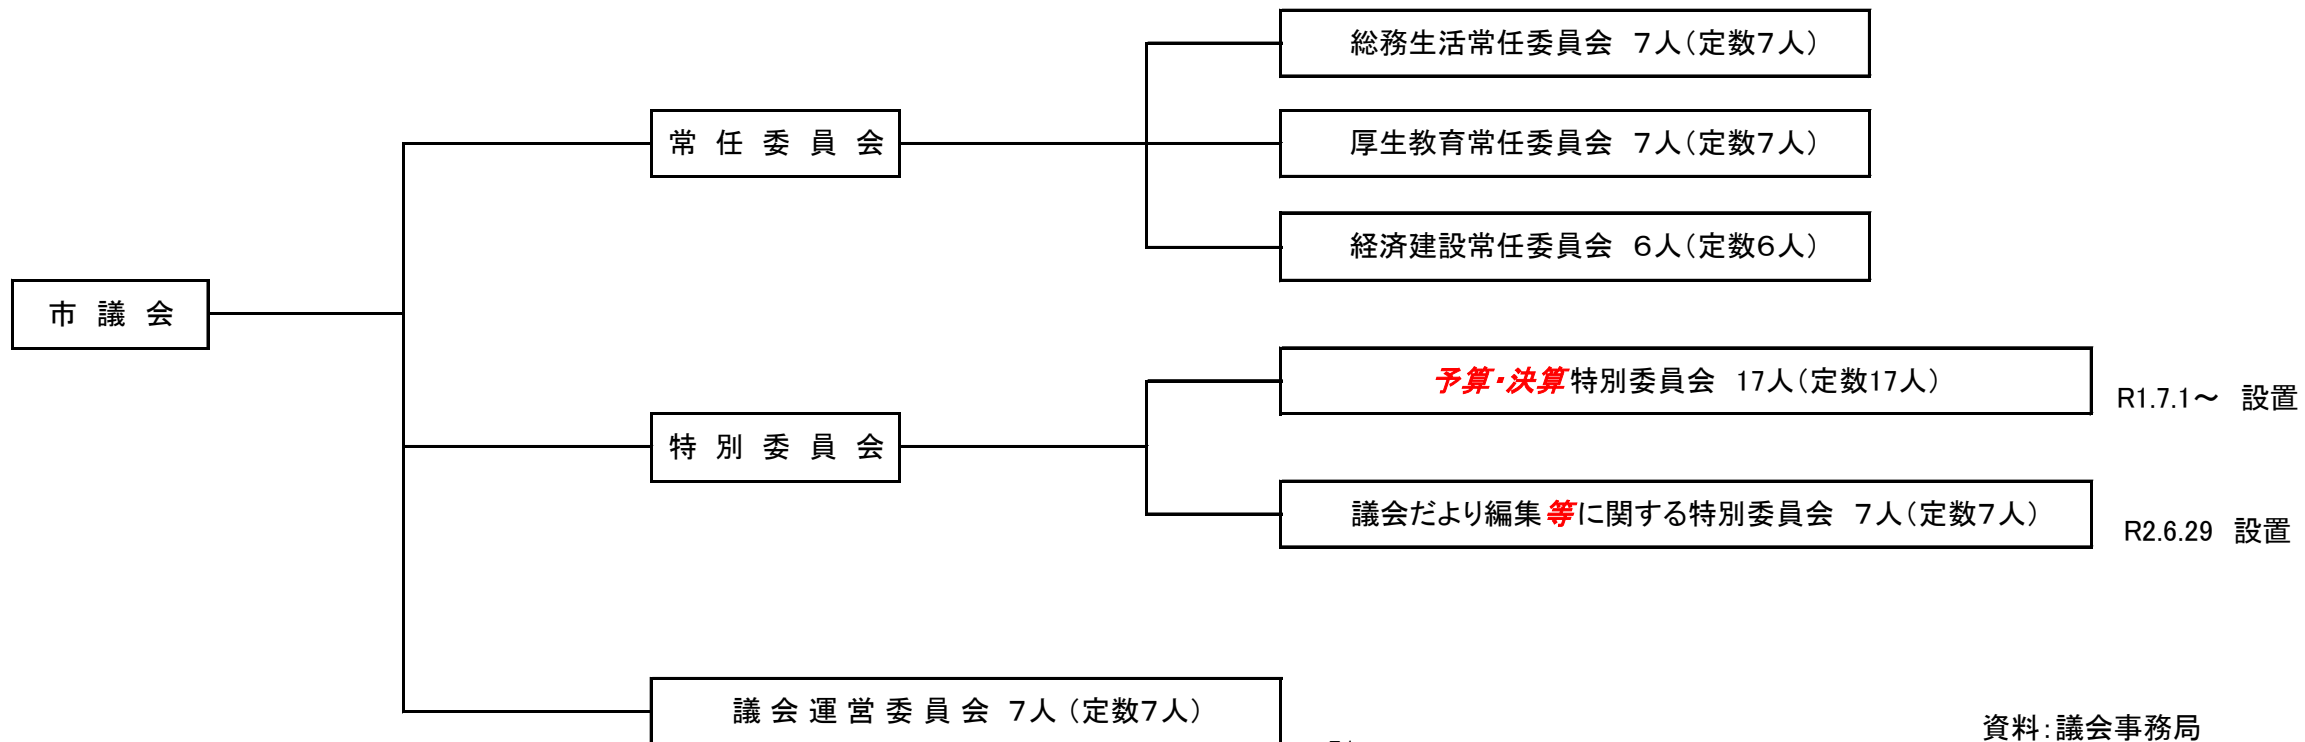 総務生活常任委員会　7人（定数7人）
常任委員会
厚生教育常任委員会　7人（定数7人）
経済建設常任委員会　6人（定数6人）
市議会
予算・決算特別委員会　17人（定数17人）
R1.7.1～　設置
特別委員会
議会だより編集等に関する特別委員会　7人（定数7人）
R2.6.29　設置
議会運営委員会　7人（定数7人）
資料：議会事務局